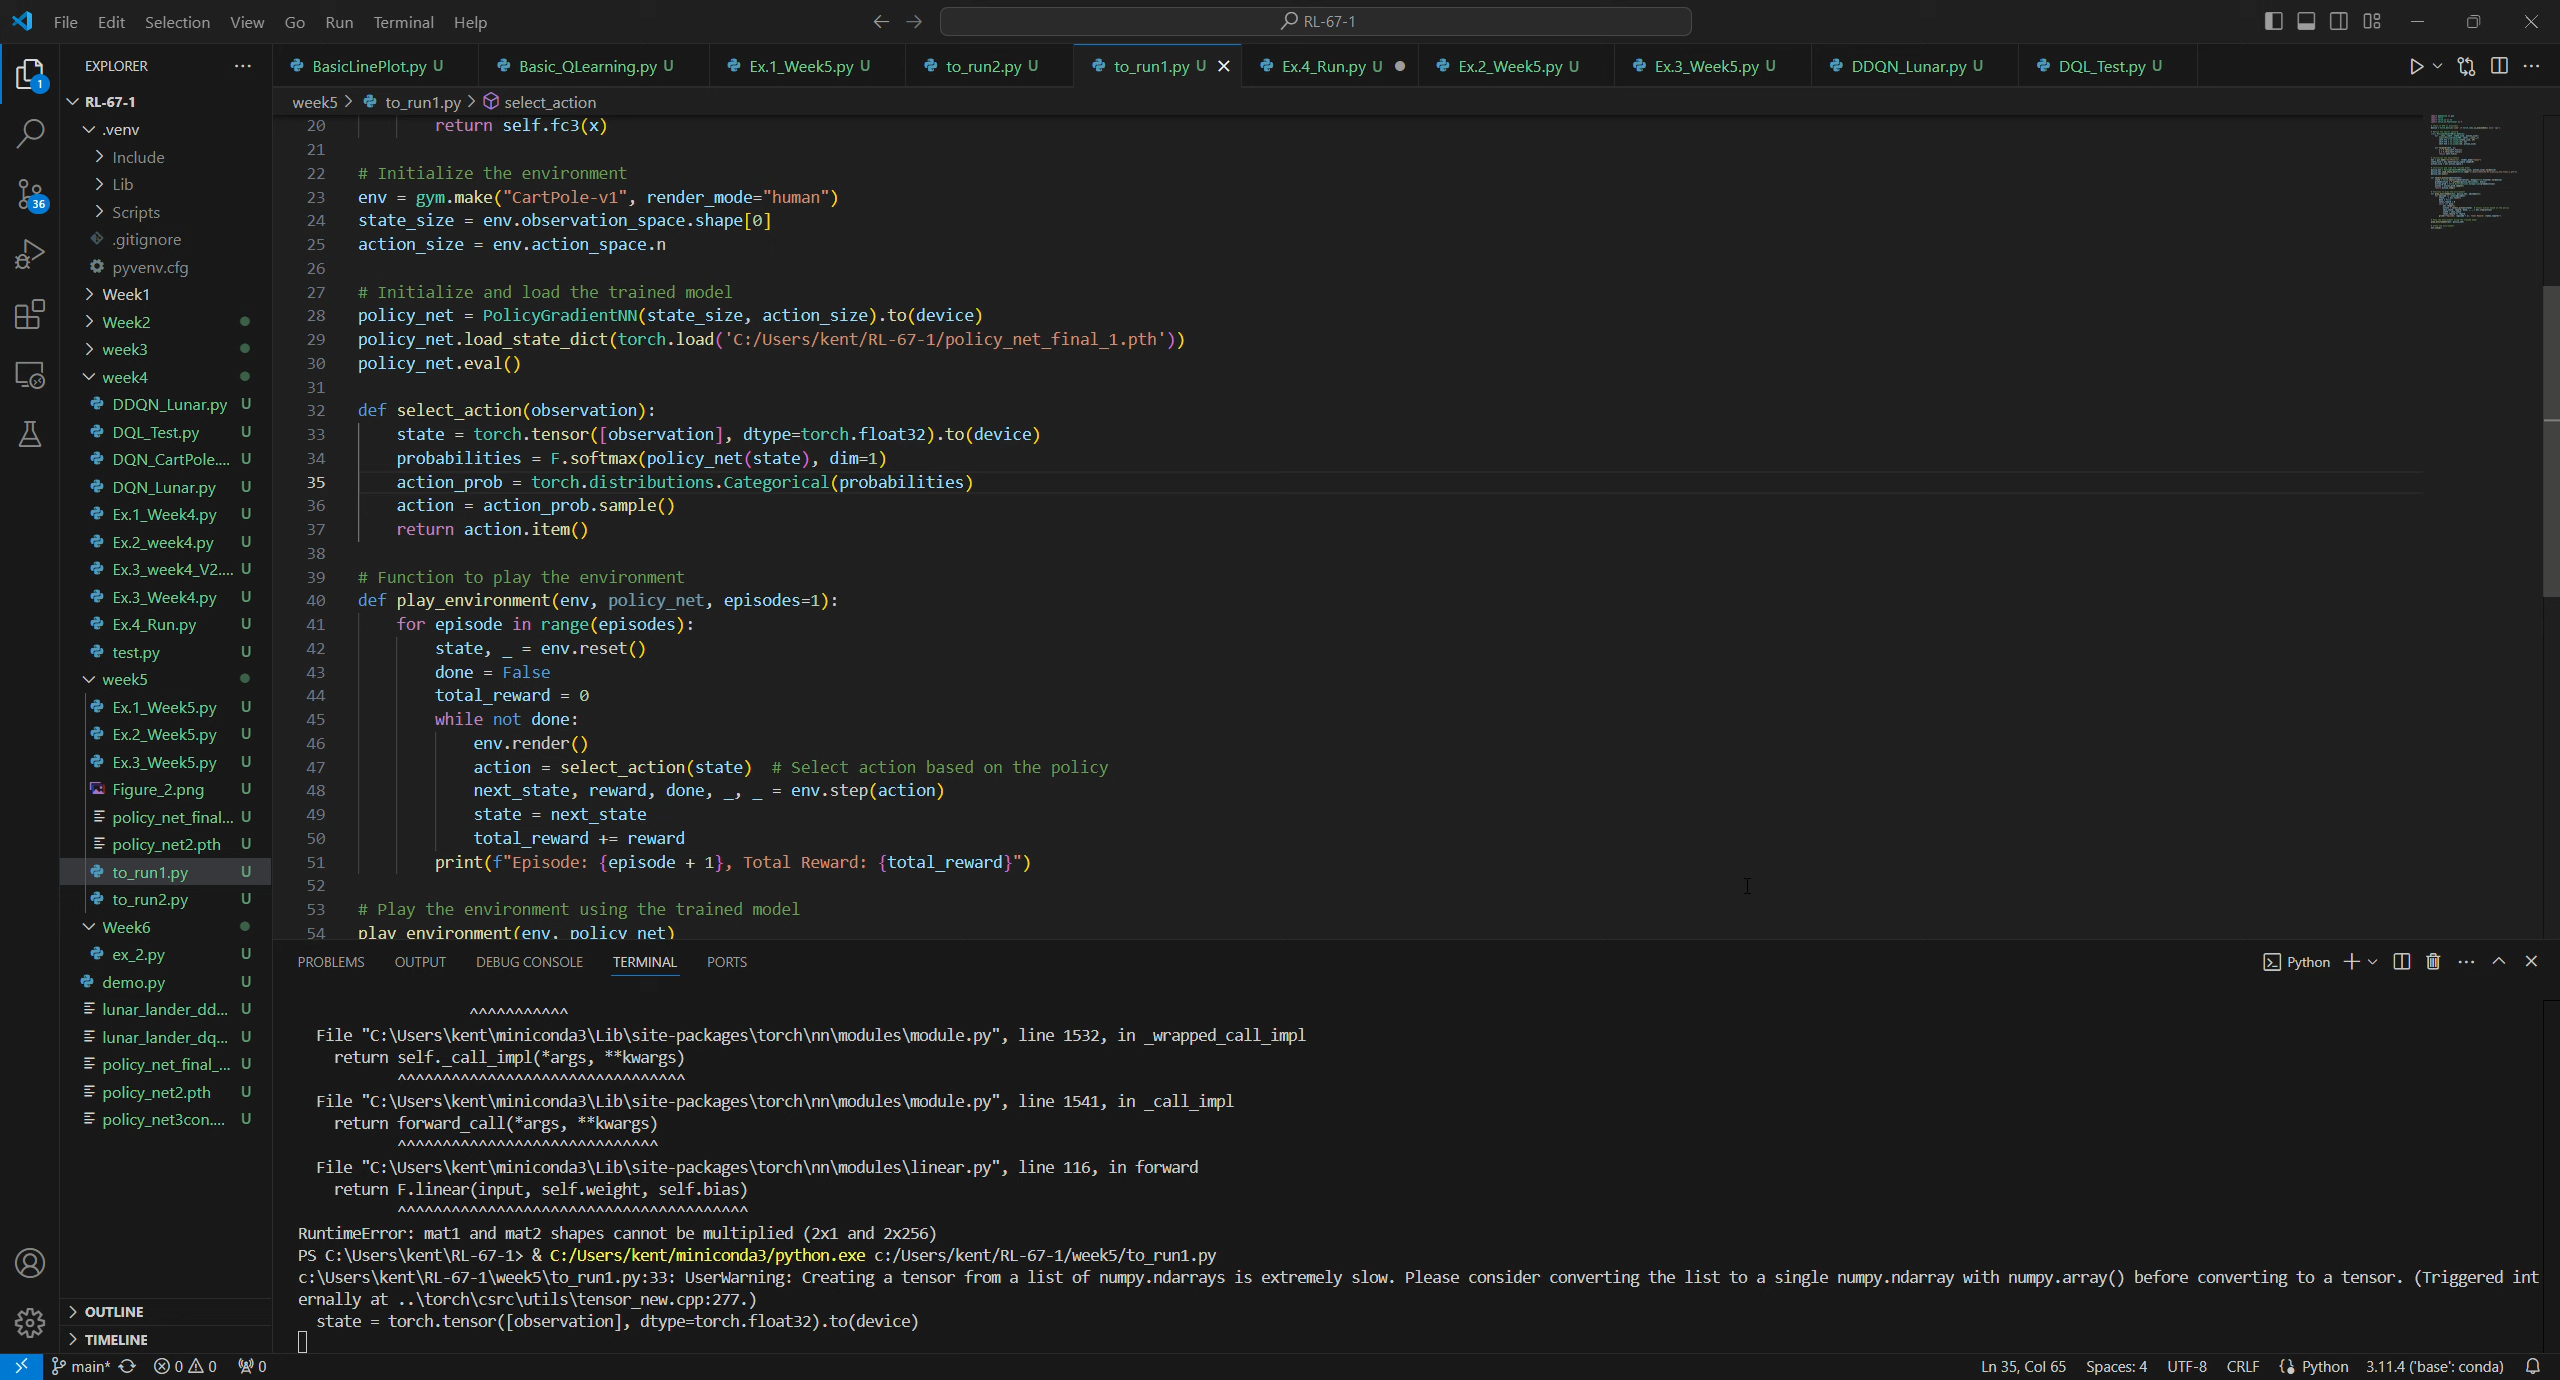 File Edit Selection View Go Run Terminal Help
RL-67-1
EXPLORER
BasicLinePlot.py U
Basic_QLearning.py U
Ex.1_Week5.py U
to_run2.py U
to_run1.py U
Ex.4_Run.py U
Ex.2_Week5.py U
Ex.3_Week5.py U
DDQN_Lunar.py U
DQL_Test.py U
week5 > to_run1.py > select_action
1
36
RL-67-1
.venv
Include
Lib
Scripts
.gitignore
pyvenv.cfg
Week1
Week2
week3
week4
DDQN_Lunar.py U
DQL_Test.py U
DQN_CartPole.... U
DQN_Lunar.py U
Ex.1_Week4.py U
Ex.2_week4.py U
Ex.3_week4_V2.... U
Ex.3_Week4.py U
Ex.4_Run.py U
test.py U
week5
Ex.1_Week5.py U
Ex.2_Week5.py U
Ex.3_Week5.py U
Figure_2.png U
policy_net_final... U
policy_net2.pth U
to_run1.py U
to_run2.py U
Week6
ex_2.py U
demo.py U
lunar_lander_dd... U
lunar_lander_dq... U
policy_net_final_... U
policy_net2.pth U
policy_net3con.... U
OUTLINE
TIMELINE
20 return self.fc3(x)
21
22 # Initialize the environment
23 env = gym.make("CartPole-v1", render_mode="human")
24 state_size = env.observation_space.shape[0]
25 action_size = env.action_space.n
26
27 # Initialize and load the trained model
28 policy_net = PolicyGradientNN(state_size, action_size).to(device)
29 policy_net.load_state_dict(torch.load('C:/Users/kent/RL-67-1/policy_net_final_1.pth'))
30 policy_net.eval()
31
32 def select_action(observation):
33 state = torch.tensor([observation], dtype=torch.float32).to(device)
34 probabilities = F.softmax(policy_net(state), dim=1)
35 action_prob = torch.distributions.Categorical(probabilities)
36 action = action_prob.sample()
37 return action.item()
38
39 # Function to play the environment
40 def play_environment(env, policy_net, episodes=1):
41 for episode in range(episodes):
42 state, _ = env.reset()
43 done = False
44 total_reward = 0
45 while not done:
46 env.render()
47 action = select_action(state) # Select action based on the policy
48 next_state, reward, done, _, _ = env.step(action)
49 state = next_state
50 total_reward += reward
51 print(f"Episode: {episode + 1}, Total Reward: {total_reward}")
52
53 # Play the environment using the trained model
54 play_environment(env, policy_net)
PROBLEMS OUTPUT DEBUG CONSOLE TERMINAL PORTS
Python
^^^^^^^^^^^
File "C:\Users\kent\miniconda3\Lib\site-packages\torch\nn\modules\module.py", line 1532, in _wrapped_call_impl
return self._call_impl(*args, **kwargs)
^^^^^^^^^^^^^^^^^^^^^^^^^^^^^^^^
File "C:\Users\kent\miniconda3\Lib\site-packages\torch\nn\modules\module.py", line 1541, in _call_impl
return forward_call(*args, **kwargs)
^^^^^^^^^^^^^^^^^^^^^^^^^^^^^
File "C:\Users\kent\miniconda3\Lib\site-packages\torch\nn\modules\linear.py", line 116, in forward
return F.linear(input, self.weight, self.bias)
^^^^^^^^^^^^^^^^^^^^^^^^^^^^^^^^^^^^^^^
RuntimeError: mat1 and mat2 shapes cannot be multiplied (2x1 and 2x256)
PS C:\Users\kent\RL-67-1> & C:/Users/kent/miniconda3/python.exe c:/Users/kent/RL-67-1/week5/to_run1.py
c:\Users\kent\RL-67-1\week5\to_run1.py:33: UserWarning: Creating a tensor from a list of numpy.ndarrays is extremely slow. Please consider converting the list to a single numpy.ndarray with numpy.array() before converting to a tensor. (Triggered int
ernally at ..\torch\csrc\utils\tensor_new.cpp:277.)
state = torch.tensor([observation], dtype=torch.float32).to(device)
main* 0 0 0
Ln 35, Col 65 Spaces: 4 UTF-8 CRLF Python 3.11.4 ('base': conda)